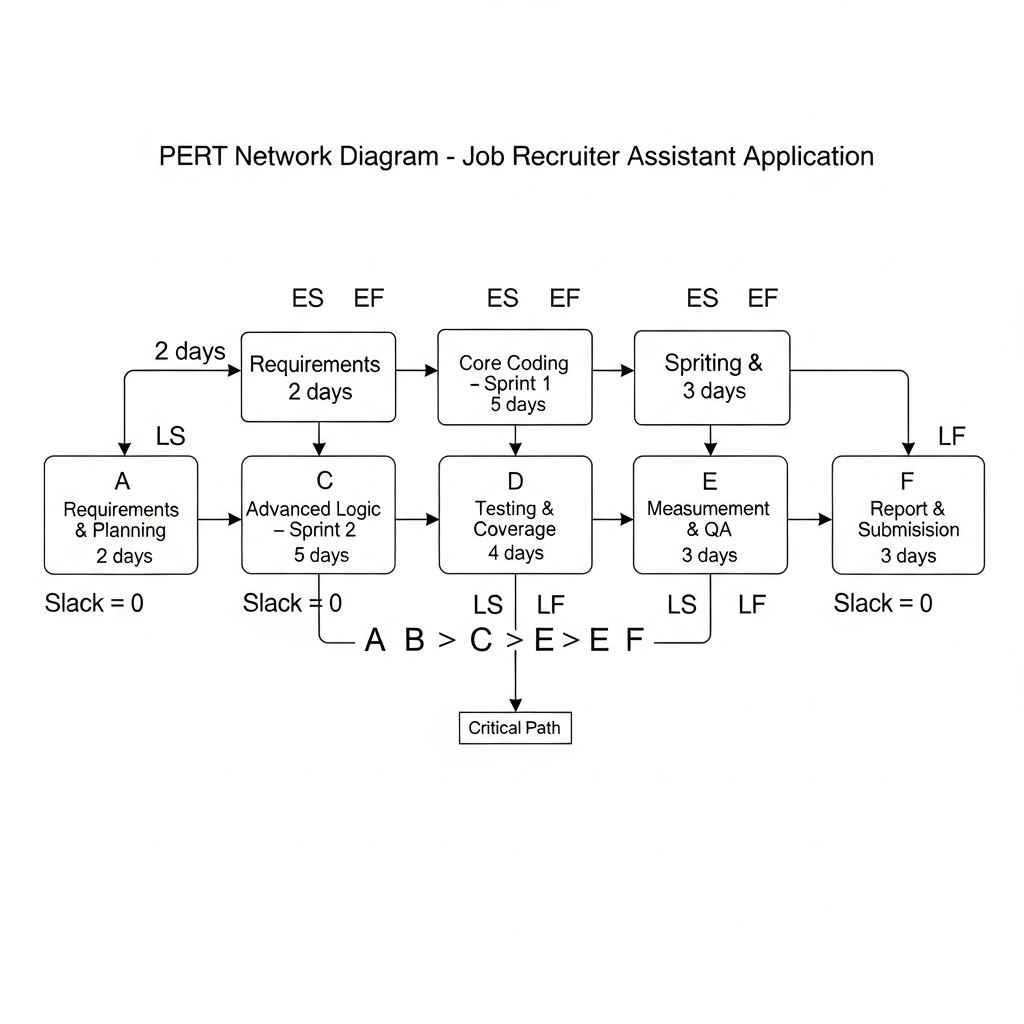 PERT Network Diagram - Job Recruiter Assistant Application
ES EF
ES EF
ES EF
2 days
Requirements
2 days
Core Coding
– Sprint 1
5 days
Spriting &
3 days
LS
LF
A
Requirements
& Planning
2 days
C
Advanced Logic
– Sprint 2
5 days
D
Testing &
Coverage
4 days
E
Measumement
& QA
3 days
F
Report &
Submisision
3 days
Slack = 0
Slack = 0
LS LF
LS LF
Slack = 0
A B > C > E > E F
Critical Path